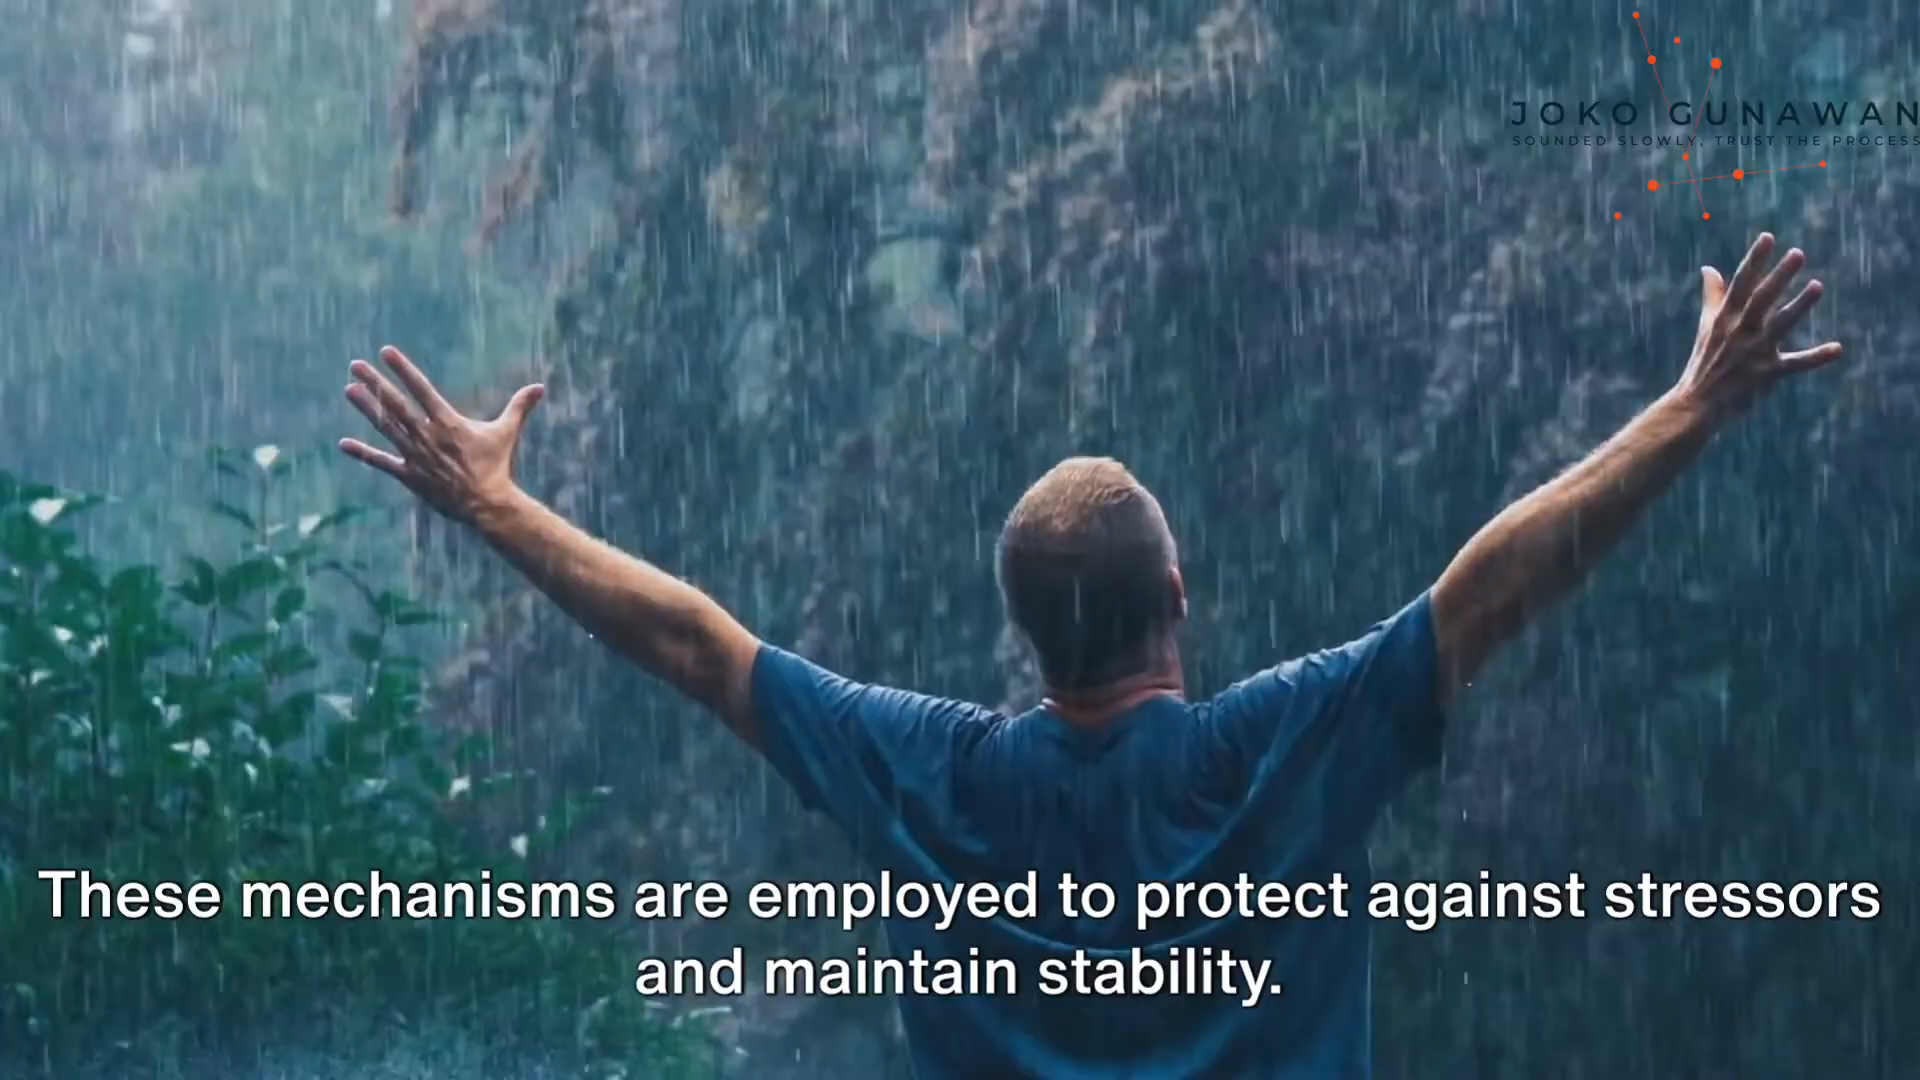 JOKO GUNAWAN
SOUNDED SLOWLY, TRUST THE PROCESS
These mechanisms are employed to protect against stressors
and maintain stability.